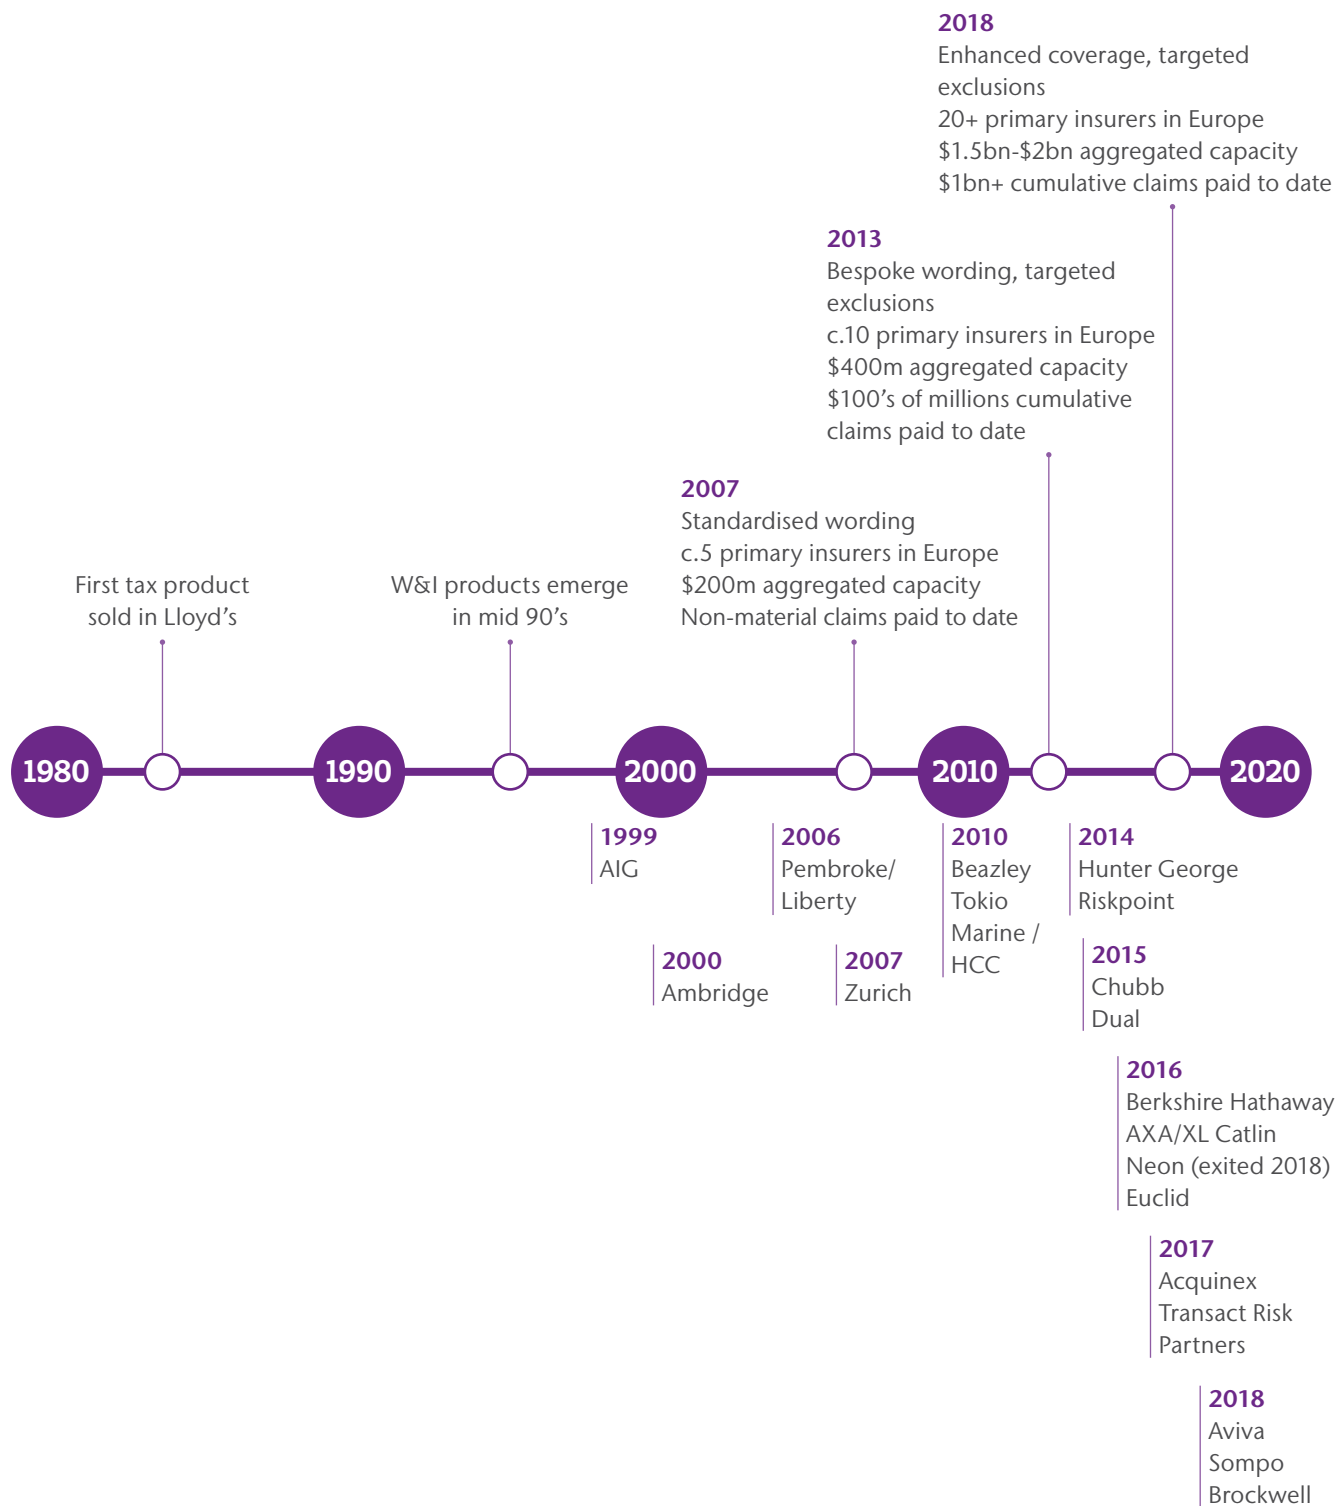 2018
Enhanced coverage, targeted
exclusions
20+ primary insurers in Europe
$1.5bn-$2bn aggregated capacity
$1bn+ cumulative claims paid to date
2013
Bespoke wording, targeted
exclusions
c.10 primary insurers in Europe
$400m aggregated capacity
$100’s of millions cumulative
claims paid to date
2007
Standardised wording
c.5 primary insurers in Europe
$200m aggregated capacity
Non-material claims paid to date
First tax product
sold in Lloyd’s
W&I products emerge
in mid 90’s
1980
1990
2000
2010
2020
1999
AIG
2000
Ambridge
2006
Pembroke/
Liberty
2007
Zurich
2010
Beazley
Tokio
Marine /
HCC
2014
Hunter George
Riskpoint
2015
Chubb
Dual
2016
Berkshire Hathaway
AXA/XL Catlin
Neon (exited 2018)
Euclid
2017
Acquinex
Transact Risk
Partners
2018
Aviva
Sompo
Brockwell